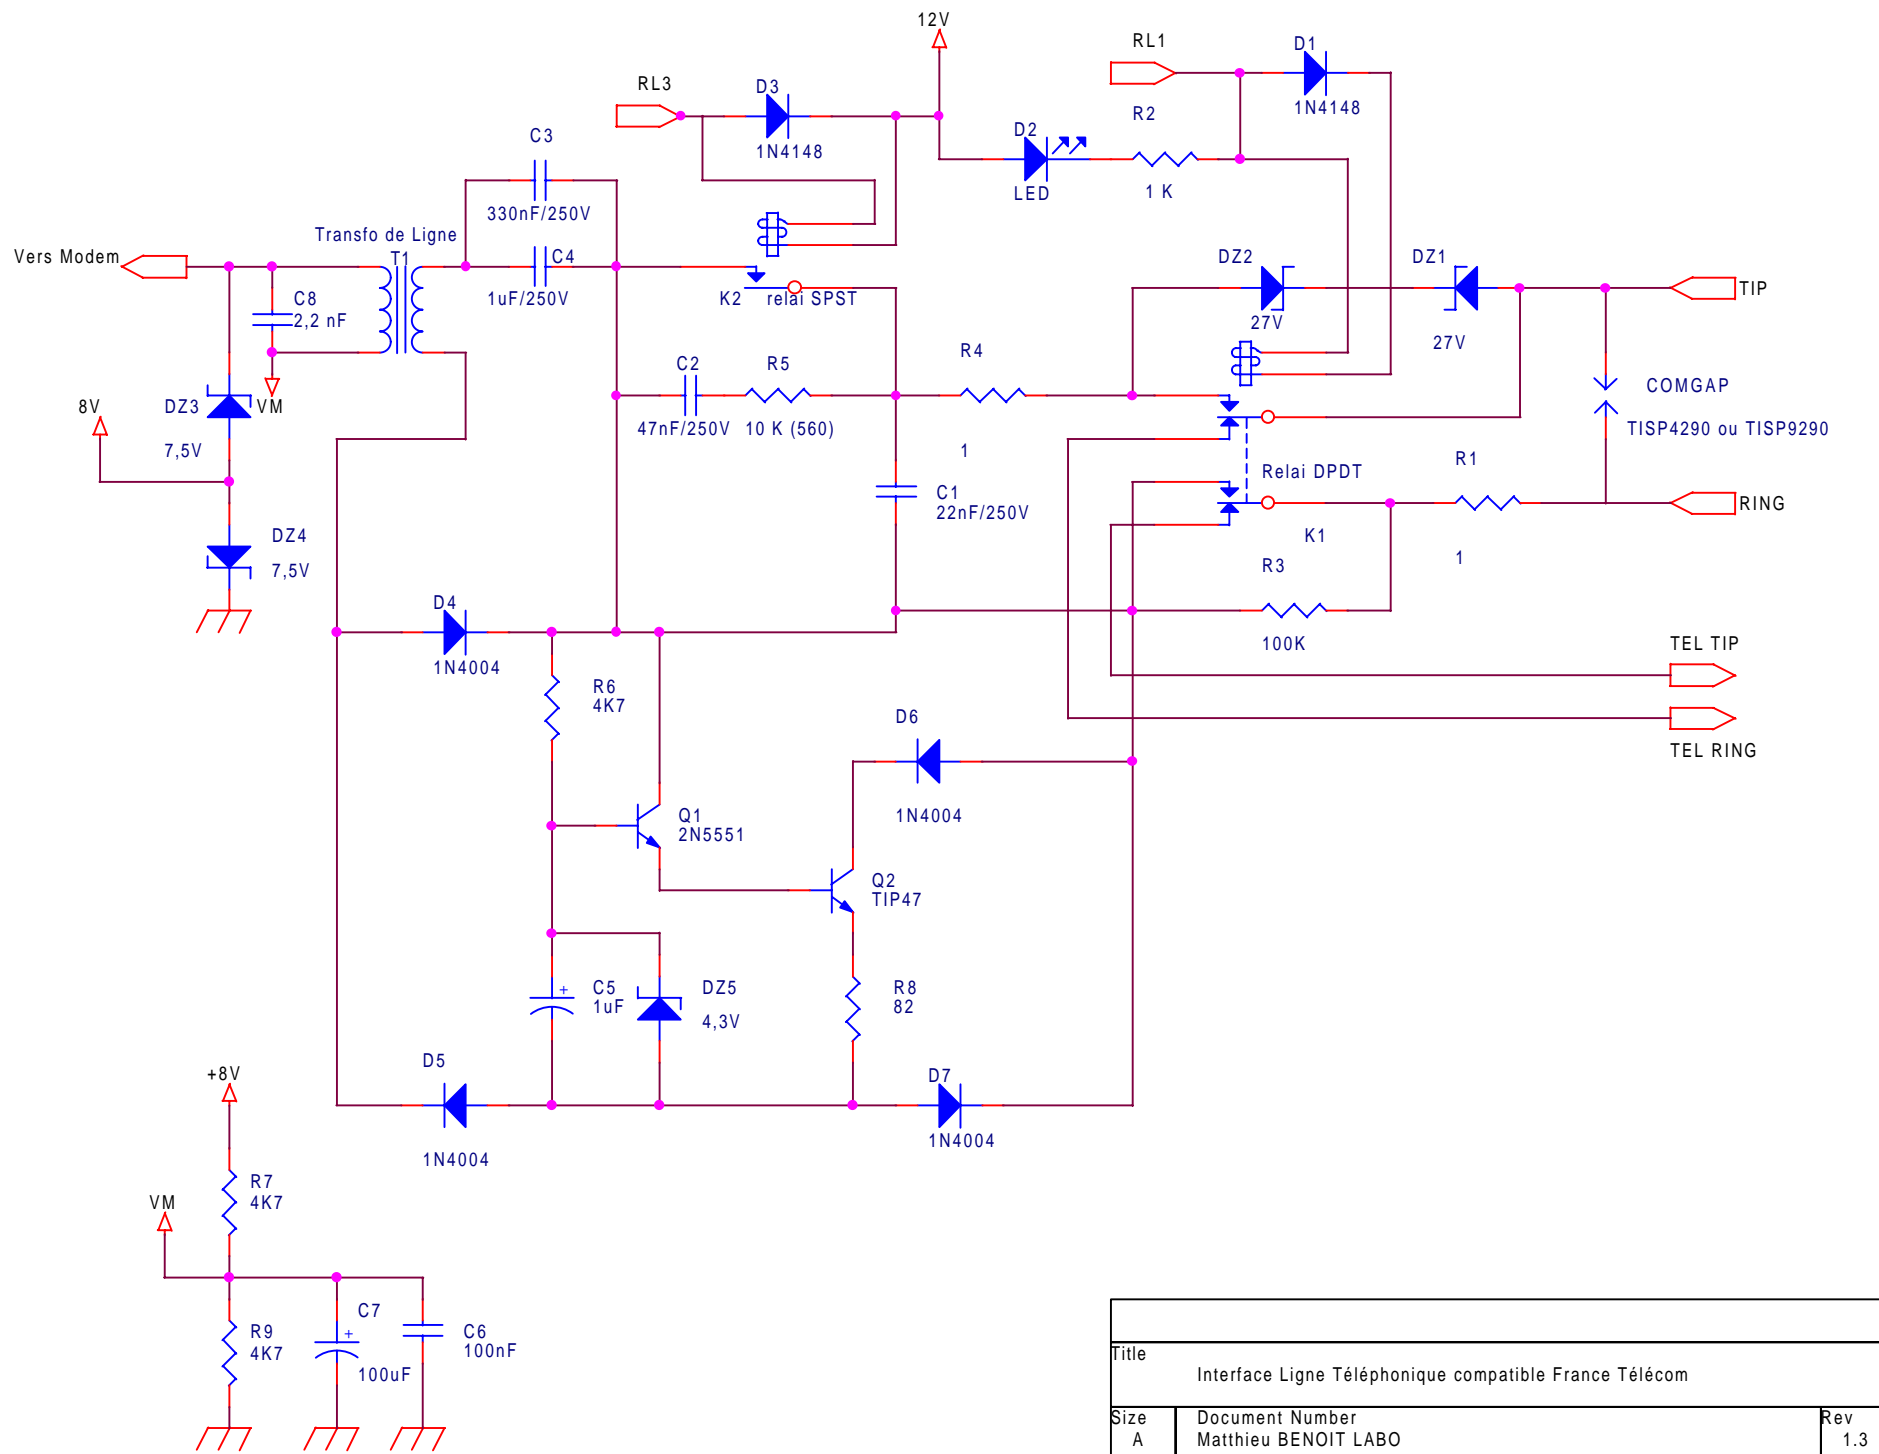 12V
RL1
D1
1N4148
RL3
D3
1N4148
R2
1 K
D2
LED
C3
330nF/250V
Transfo de Ligne
T1
Vers Modem
C4
1uF/250V
C8
2,2 nF
K2
relai SPST
DZ2
27V
DZ1
27V
TIP
8V
DZ3
7,5V
VM
C2
47nF/250V
R5
10 K (560)
R4
1
COMGAP
TISP4290 ou TISP9290
Relai DPDT
R1
1
RING
C1
22nF/250V
K1
DZ4
7,5V
R3
100K
D4
1N4004
TEL TIP
TEL RING
R6
4K7
D6
1N4004
Q1
2N5551
Q2
TIP47
C5
1uF
+
DZ5
4,3V
R8
82
D5
1N4004
D7
1N4004
+8V
R7
4K7
VM
R9
4K7
C7
+
100uF
C6
100nF
Title
Interface Ligne Téléphonique compatible France Télécom
Size
A
Document Number
Matthieu BENOIT LABO
Rev
1.3